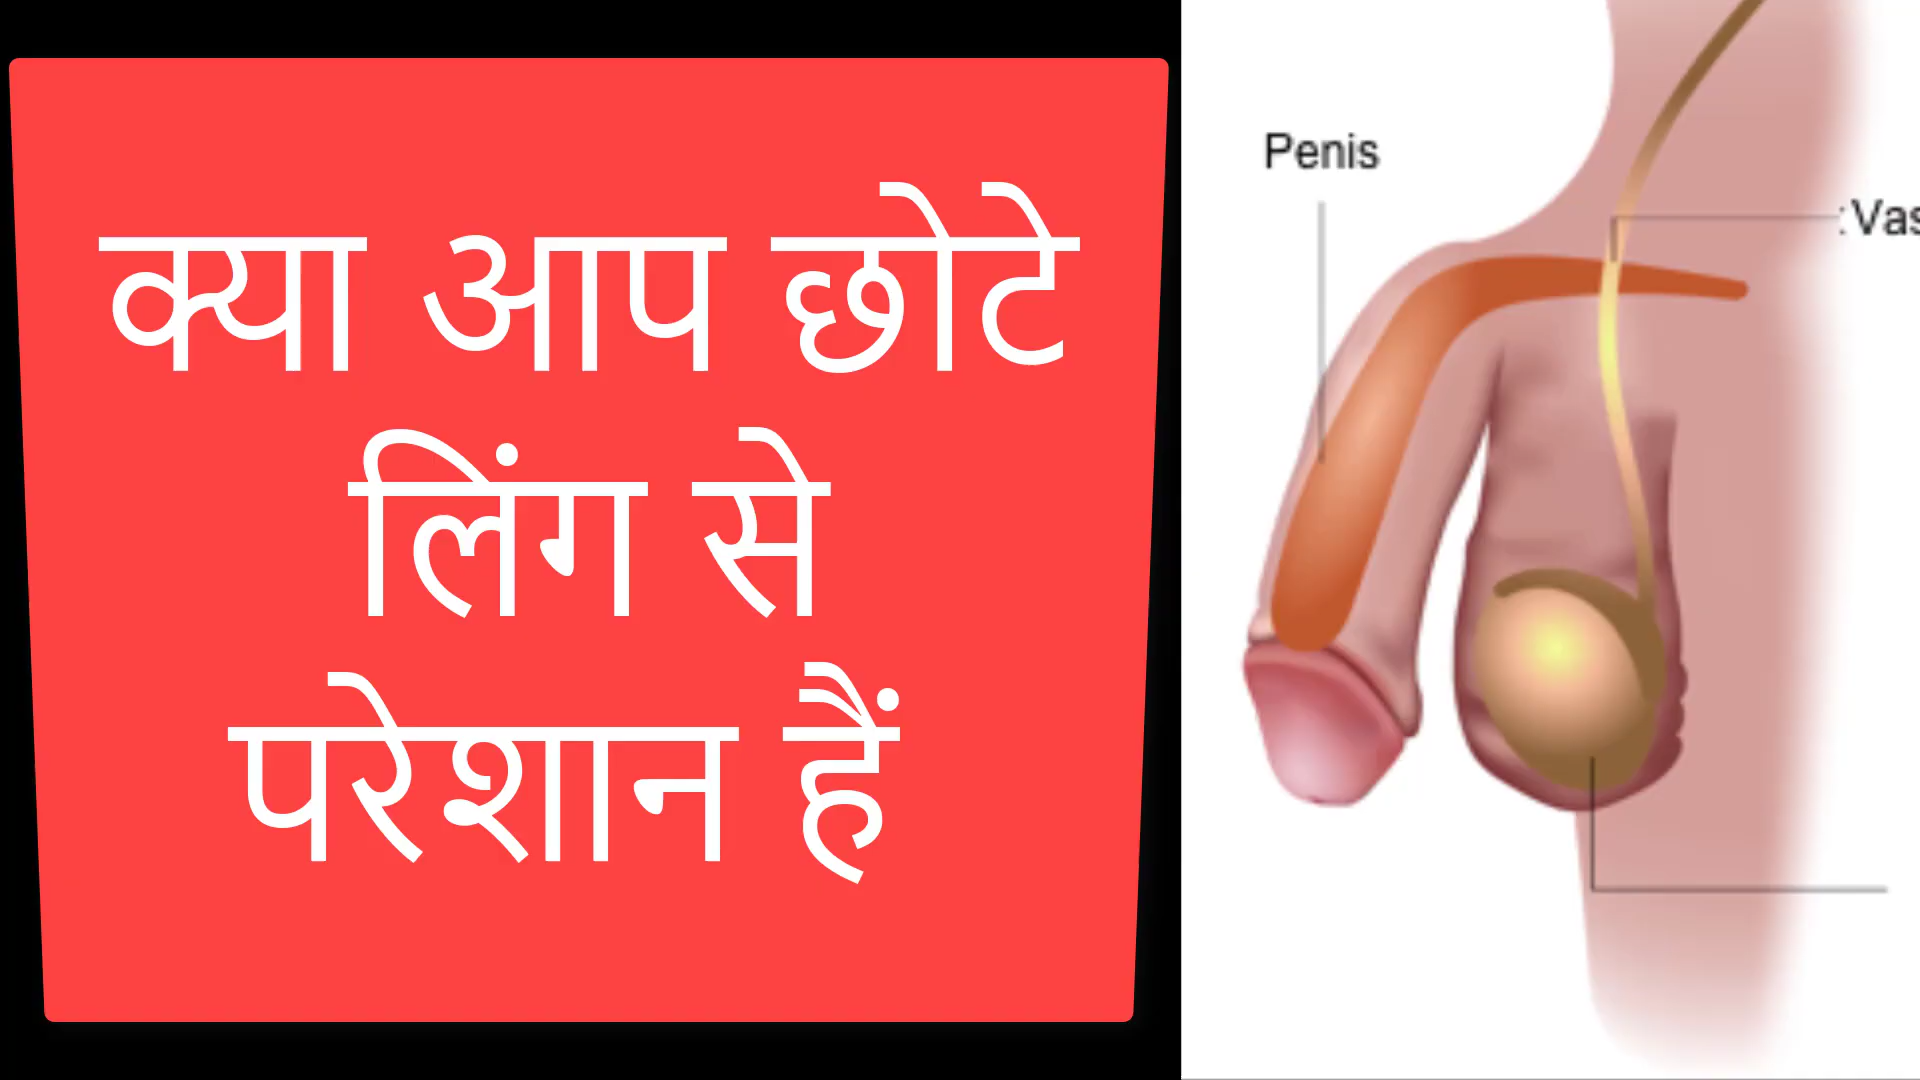 क्या आप छोटे
लिंग से
परेशान हैं
Penis
:Vas